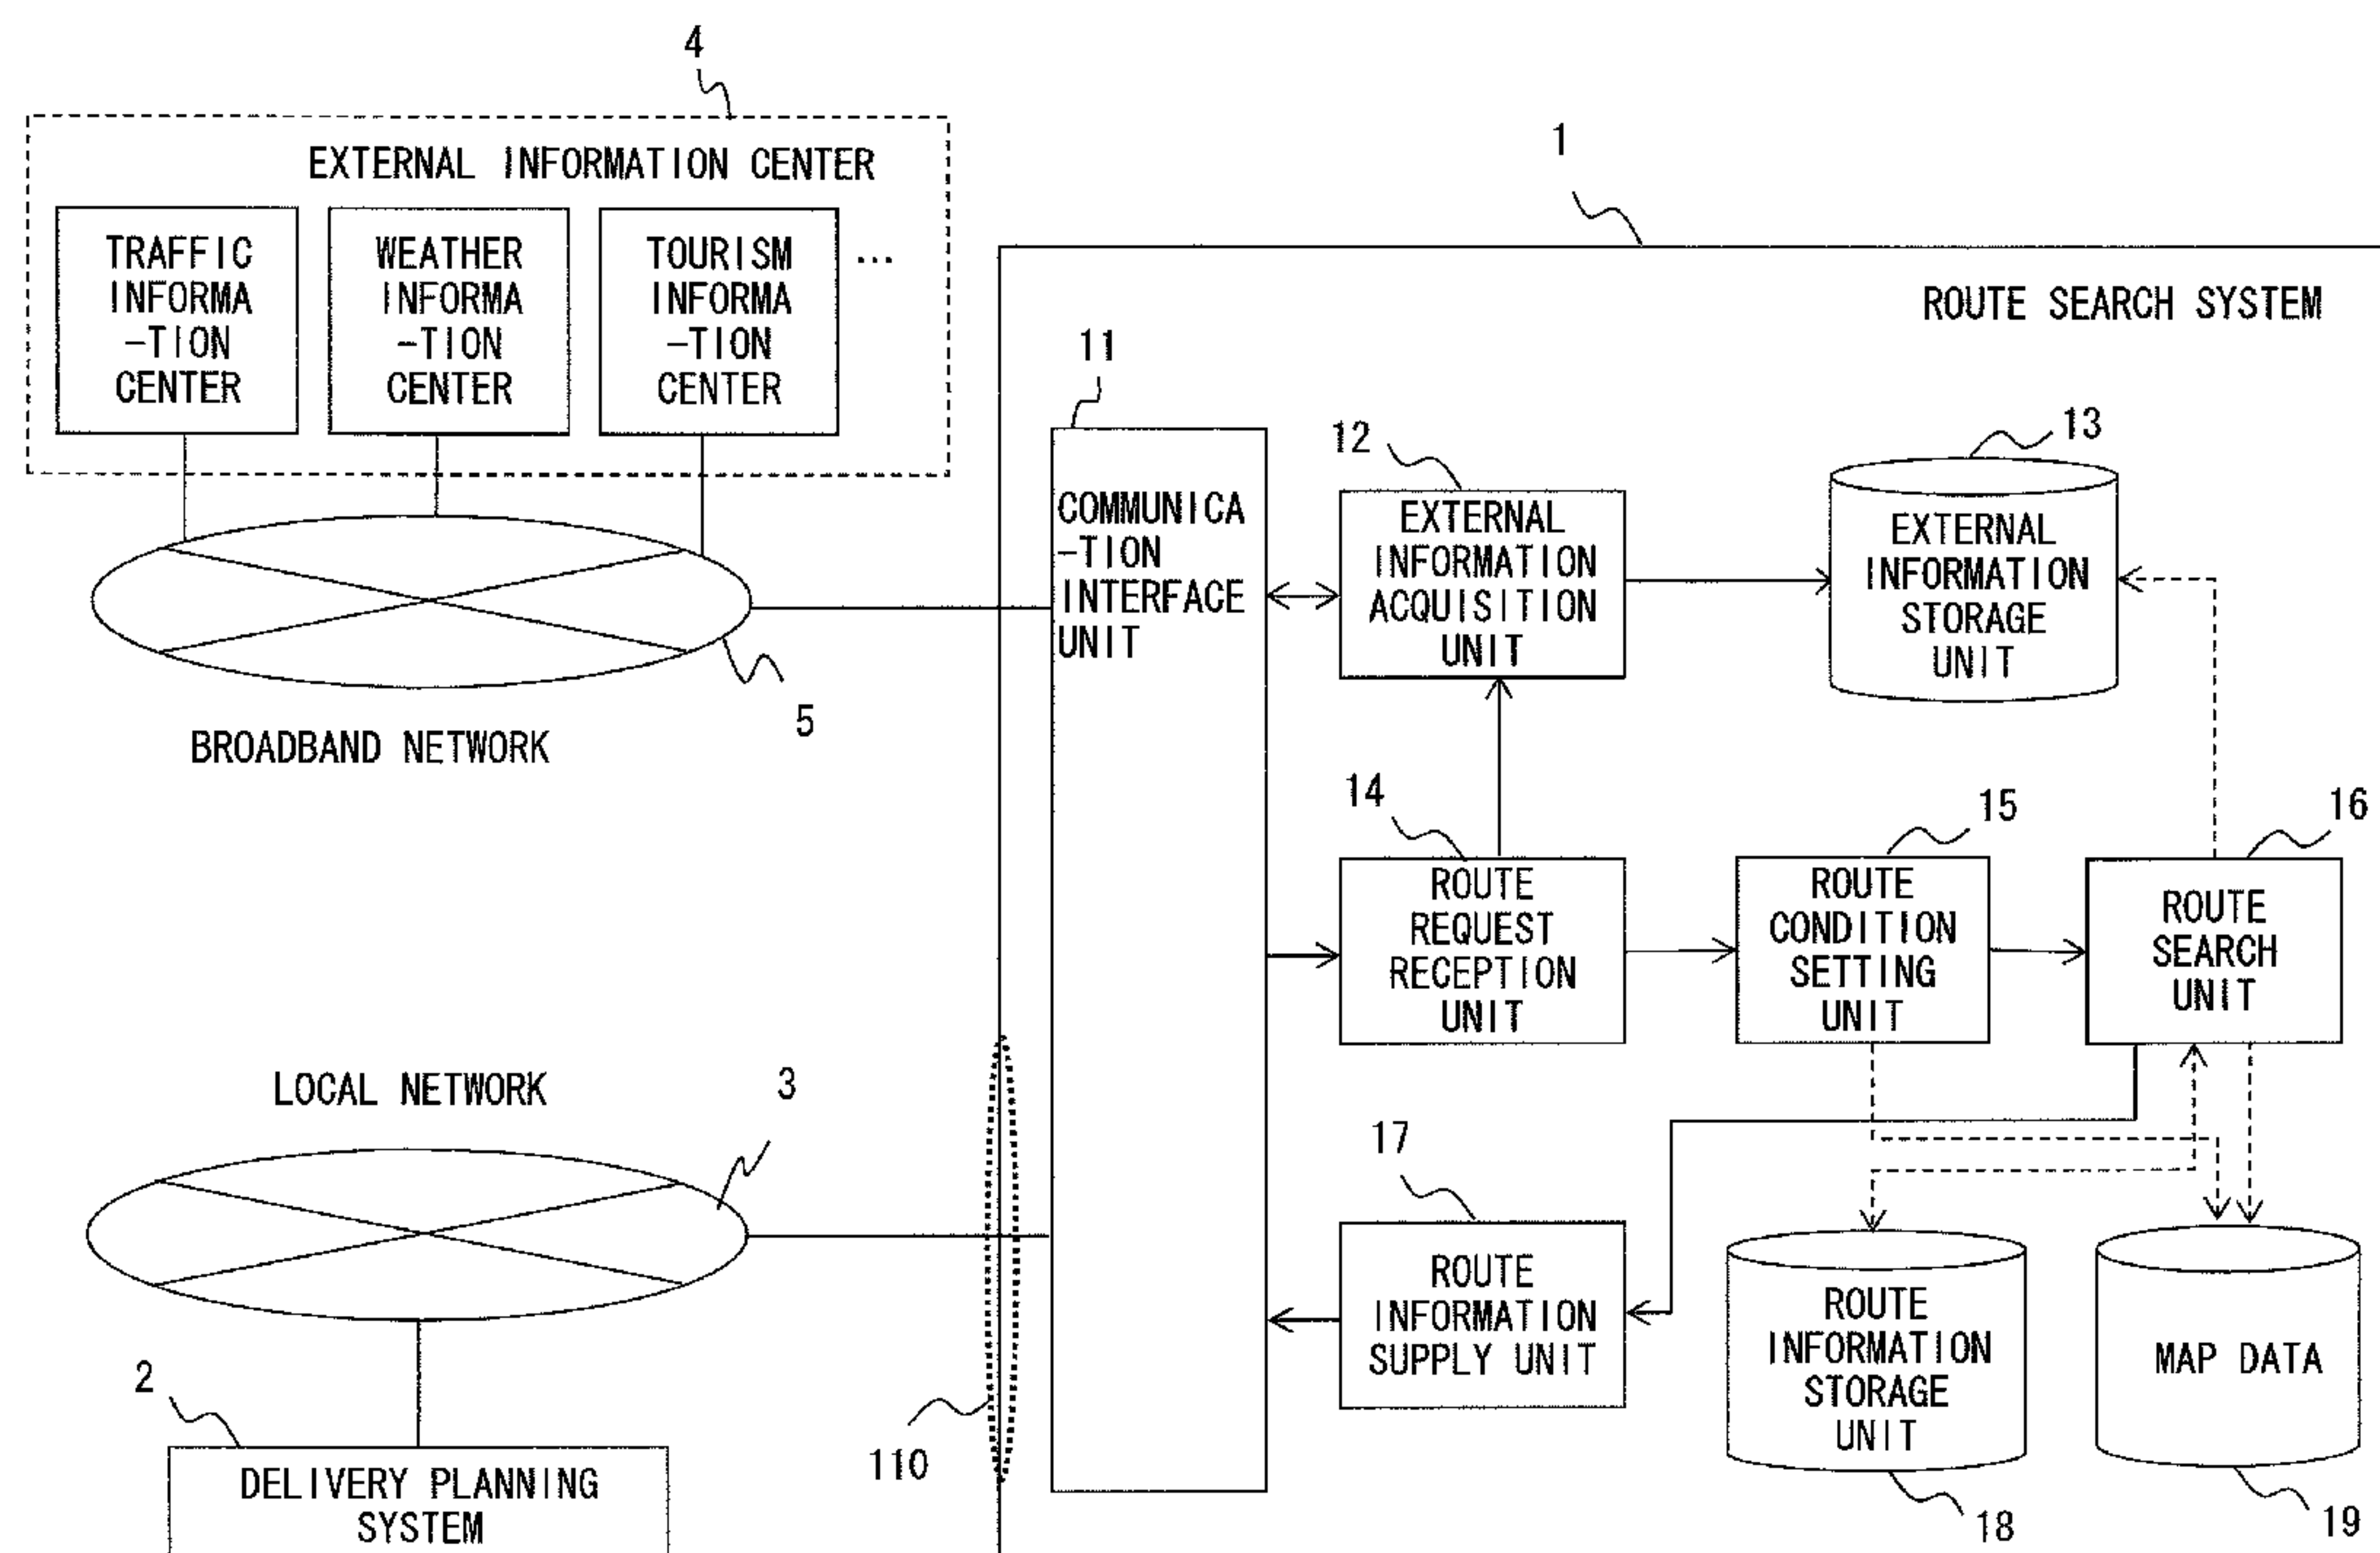 4
EXTERNAL INFORMATION CENTER
TRAFFIC
INFORMA
-TION
CENTER
WEATHER
INFORMA
-TION
CENTER
TOURISM
INFORMA
-TION
CENTER
...
5
BROADBAND NETWORK
1
ROUTE SEARCH SYSTEM
11
COMMUNICA
-TION
INTERFACE
UNIT
12
EXTERNAL
INFORMATION
ACQUISITION
UNIT
13
EXTERNAL
INFORMATION
STORAGE
UNIT
14
ROUTE
REQUEST
RECEPTION
UNIT
15
ROUTE
CONDITION
SETTING
UNIT
16
ROUTE
SEARCH
UNIT
LOCAL NETWORK
3
17
ROUTE
INFORMATION
SUPPLY UNIT
ROUTE
INFORMATION
STORAGE
UNIT
18
MAP DATA
19
110
2
DELIVERY PLANNING
SYSTEM